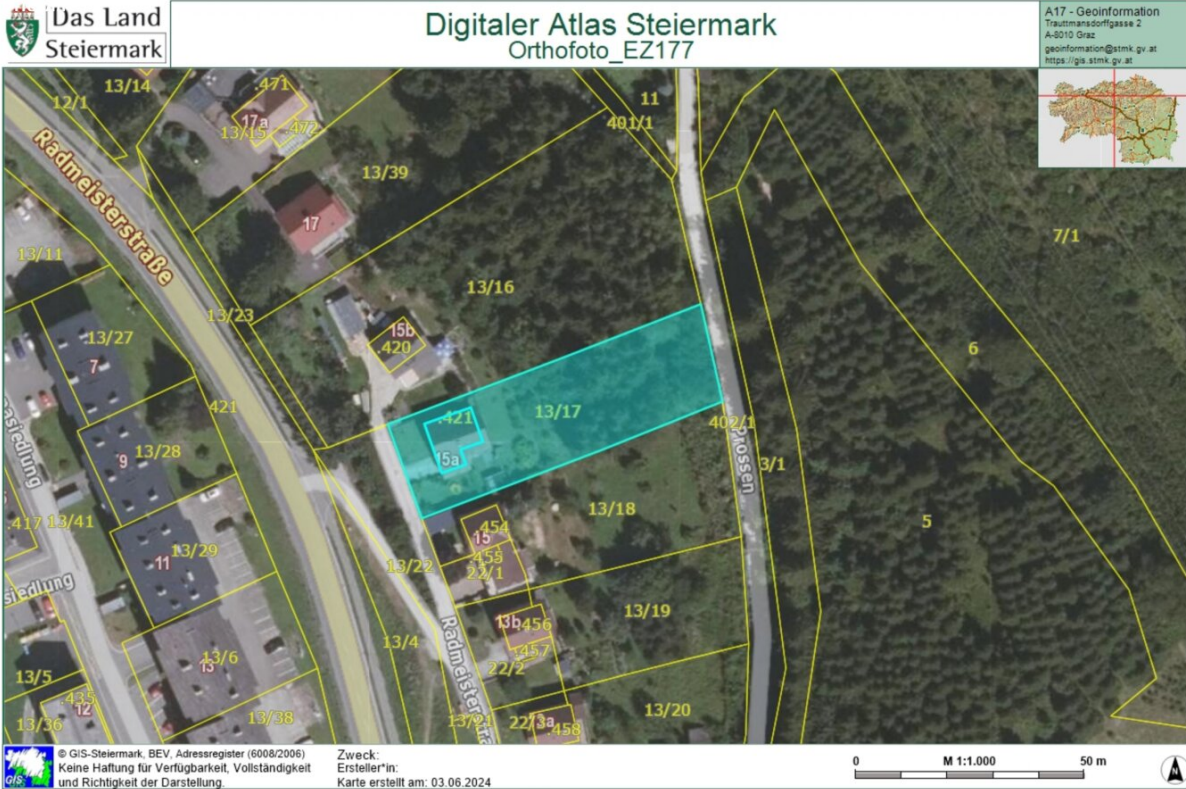 Das Land
Steiermark
Digitaler Atlas Steiermark
Orthofoto_EZ177
A17 - Geoinformation
Trauttmansdorffgasse 2
A-8010 Graz
geoinformation@stmk.gv.at
https://gis.stmk.gv.at
12/1
13/14
.471
17a
13/15
.472
11
401/1
Radmeisterstraße
13/39
17
13/11
7/1
13/16
13/23
15b
.420
13/27
7
6
421
.421
13/17
402/1
Prossen
15a
13/28
9
3/1
5
.417
13/41
13/29
11
.454
15
.455
22/1
13/18
13/22
13/19
13b
.456
.457
22/2
13/4
13/6
13
13/5
.435
12
13/36
13/38
13/21
.458
13/20
GIS
© GIS-Steiermark, BEV, Adressregister (6008/2006)
Keine Haftung für Verfügbarkeit, Vollständigkeit
und Richtigkeit der Darstellung.
Zweck:
Ersteller*in:
Karte erstellt am: 03.06.2024
0
M 1:1.000
50 m
N